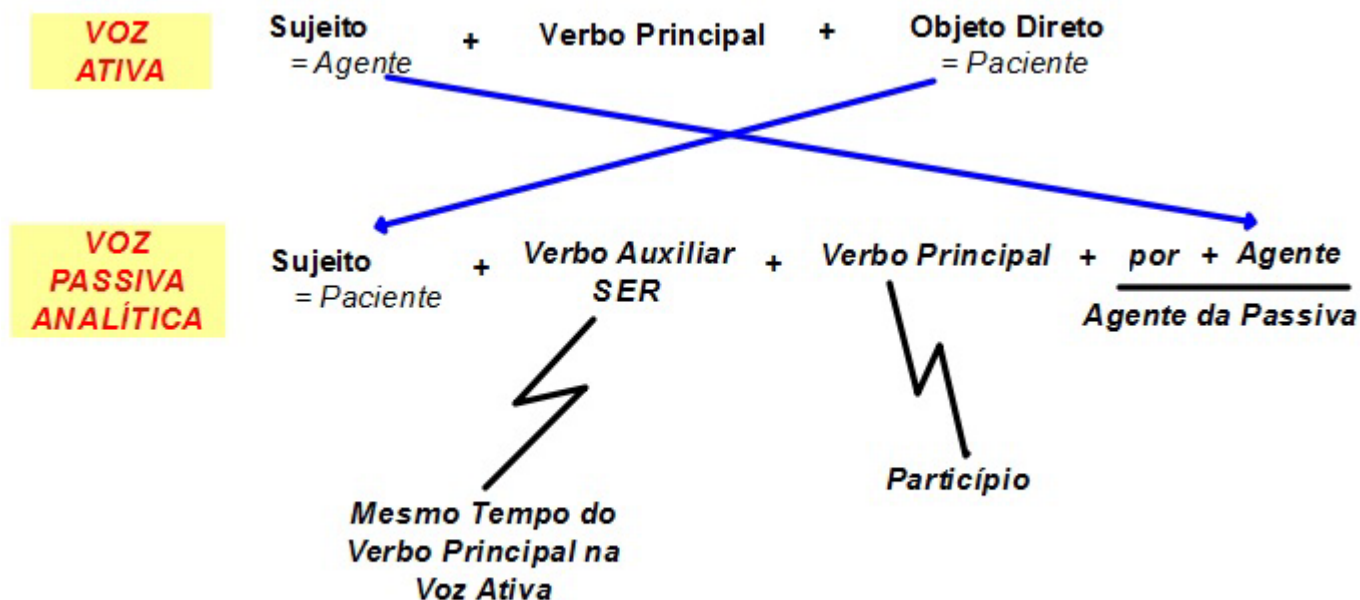 VOZ
ATIVA
Sujeito + Verbo Principal + Objeto Direto
= Agente
= Paciente
VOZ
PASSIVA
ANALÍTICA
Sujeito + Verbo Auxiliar + Verbo Principal + por + Agente
= Paciente
SER
Agente da Passiva
Particípio
Mesmo Tempo do
Verbo Principal na
Voz Ativa